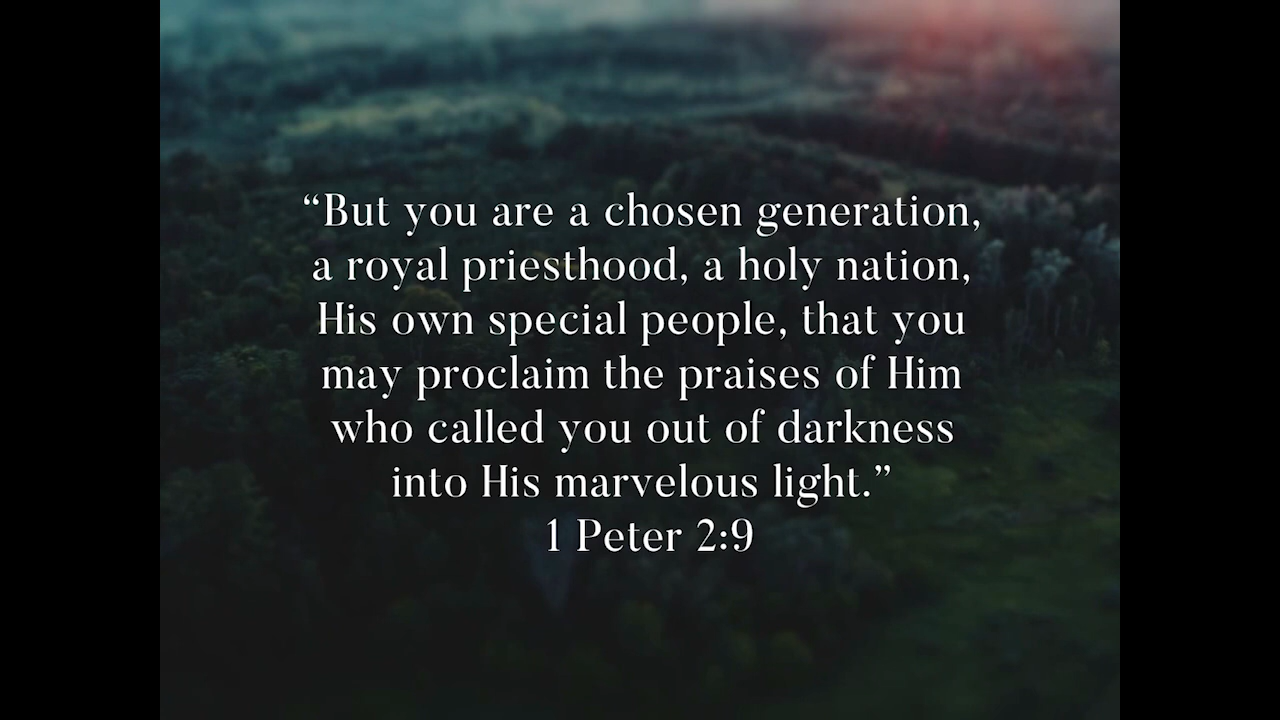 “But you are a chosen generation,
a royal priesthood, a holy nation,
His own special people, that you
may proclaim the praises of Him
who called you out of darkness
into His marvelous light.”
1 Peter 2:9